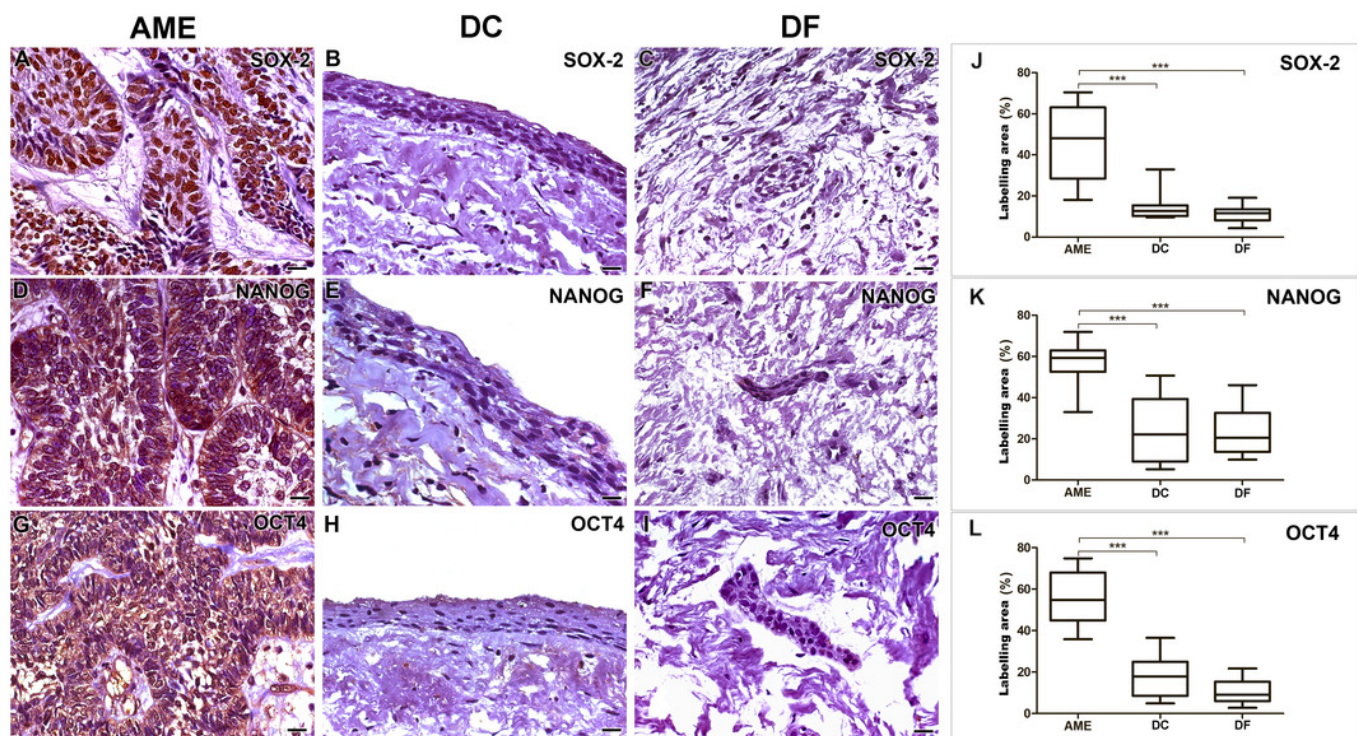 AME DC DF
A SOX-2
B SOX-2
C SOX-2
D NANOG
E NANOG
F NANOG
G OCT4
H OCT4
I OCT4
J SOX-2
***
***
Labelling area (%)
80
60
40
20
0
AME DC DF
K NANOG
***
***
Labelling area (%)
80
60
40
20
0
AME DC DF
L OCT4
***
***
Labelling area (%)
80
60
40
20
0
AME DC DF